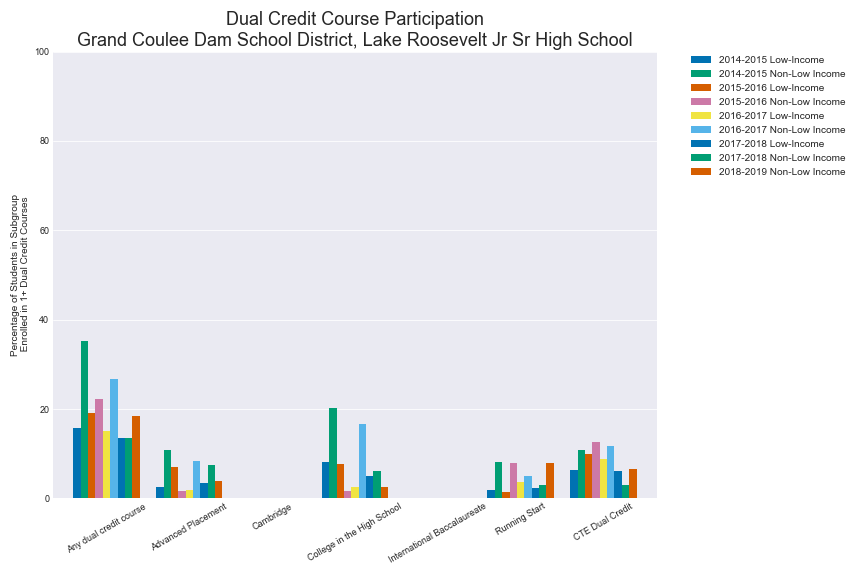 Dual Credit Course Participation
Grand Coulee Dam School District, Lake Roosevelt Jr Sr High School
Percentage of Students in Subgroup
Enrolled in 1+ Dual Credit Courses
100
80
60
40
20
0
Any dual credit course
Advanced Placement
Cambridge
College in the High School
International Baccalaureate
Running Start
CTE Dual Credit
2014-2015 Low-Income
2014-2015 Non-Low Income
2015-2016 Low-Income
2015-2016 Non-Low Income
2016-2017 Low-Income
2016-2017 Non-Low Income
2017-2018 Low-Income
2017-2018 Non-Low Income
2018-2019 Non-Low Income